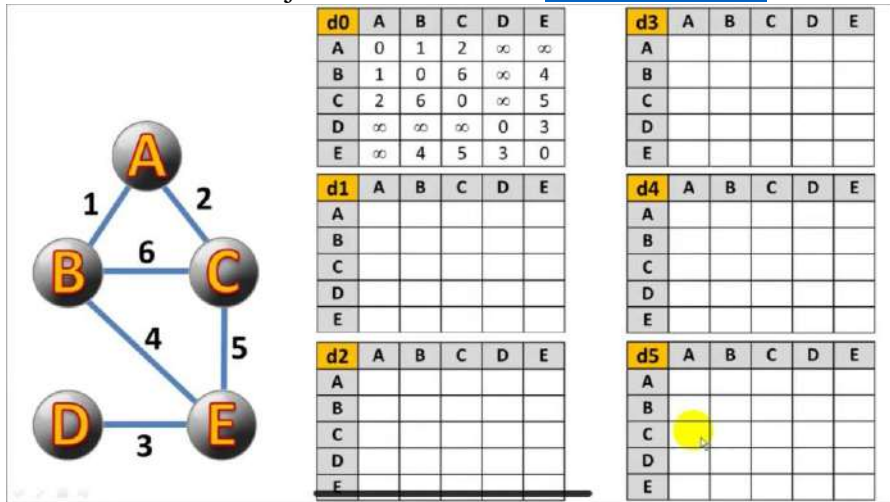 A
1
2
B
6
C
4
5
D
3
E
d0 A B C D E
A 0 1 2 ∞ ∞
B 1 0 6 ∞ 4
C 2 6 0 ∞ 5
D ∞ ∞ ∞ 0 3
E ∞ 4 5 3 0
d1 A B C D E
A
B
C
D
E
d2 A B C D E
A
B
C
D
E
d3 A B C D E
A
B
C
D
E
d4 A B C D E
A
B
C
D
E
d5 A B C D E
A
B
C
D
E